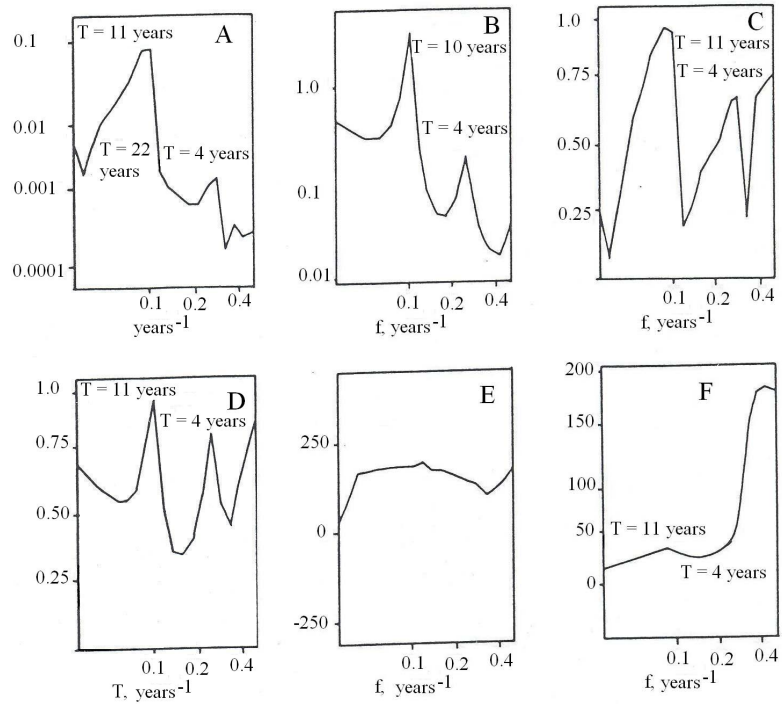 A
T = 11 years
0.1
0.01
0.001
0.0001
T = 22
years
T = 4 years
0.1 0.2 0.4
years-1
B
T = 10 years
1.0
0.1
0.01
T = 4 years
0.1 0.2 0.4
f, years-1
C
1.0
0.75
0.50
0.25
T = 11 years
T = 4 years
0.1 0.2 0.4
f, years-1
D
T = 11 years
1.0
0.75
0.50
0.25
T = 4 years
0.1 0.2 0.4
T, years-1
E
250
0
-250
0.1 0.2 0.4
f, years-1
F
200
150
100
50
0
T = 11 years
T = 4 years
0.1 0.2 0.4
f, years-1